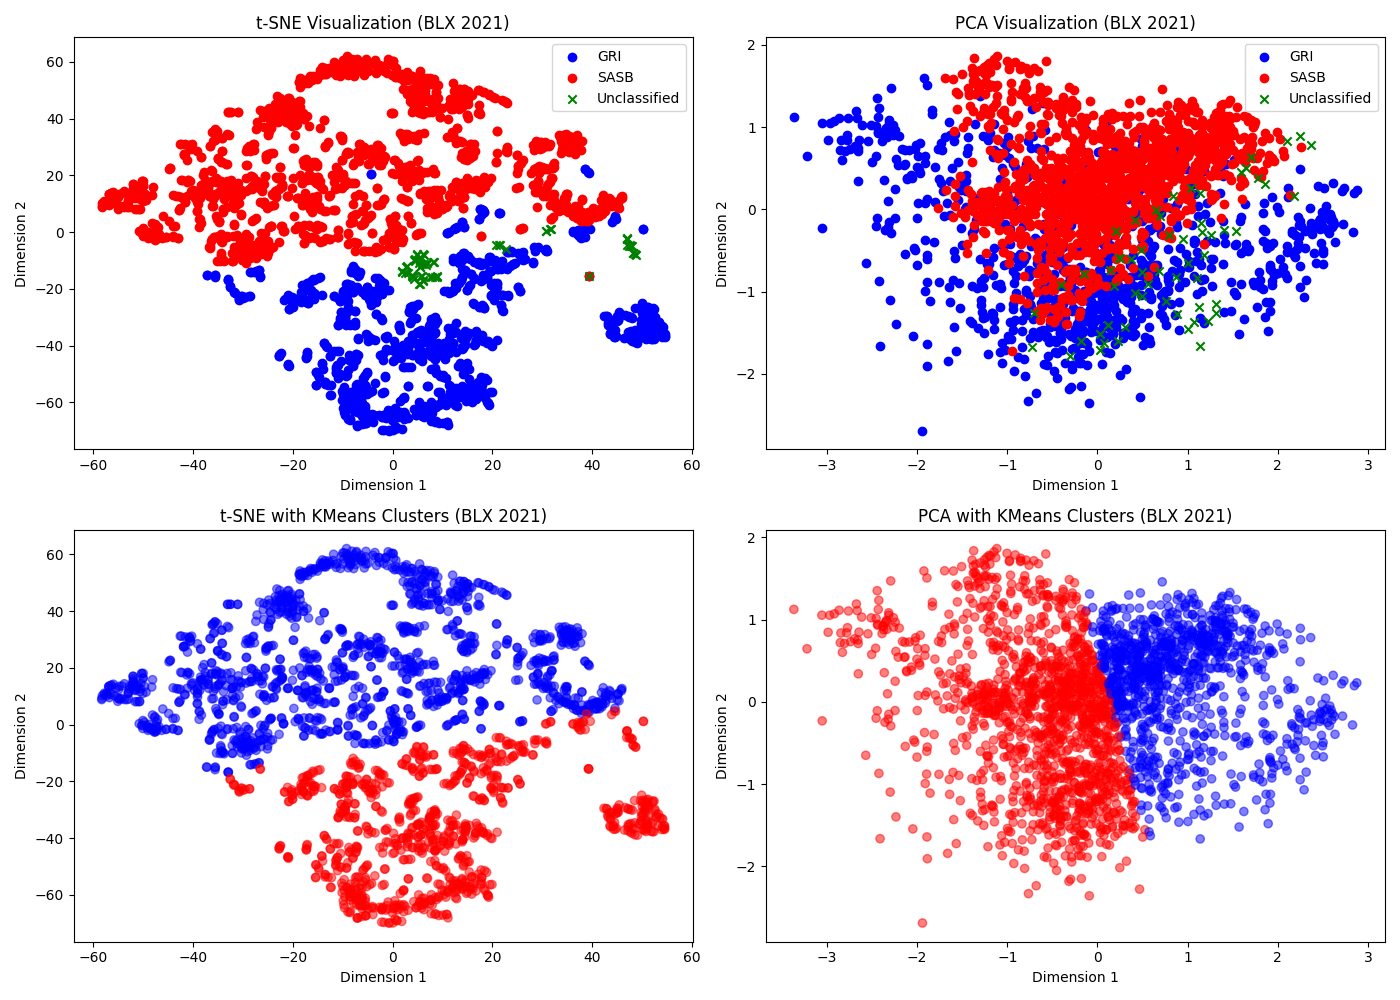 t-SNE Visualization (BLX 2021)
GRI
SASB
Unclassified
60
40
20
0
−20
−40
−60
Dimension 2
−60 −40 −20 0 20 40 60
Dimension 1
PCA Visualization (BLX 2021)
GRI
SASB
Unclassified
2
1
0
−1
−2
Dimension 2
−3 −2 −1 0 1 2 3
Dimension 1
t-SNE with KMeans Clusters (BLX 2021)
60
40
20
0
−20
−40
−60
Dimension 2
−60 −40 −20 0 20 40 60
Dimension 1
PCA with KMeans Clusters (BLX 2021)
2
1
0
−1
−2
Dimension 2
−3 −2 −1 0 1 2 3
Dimension 1